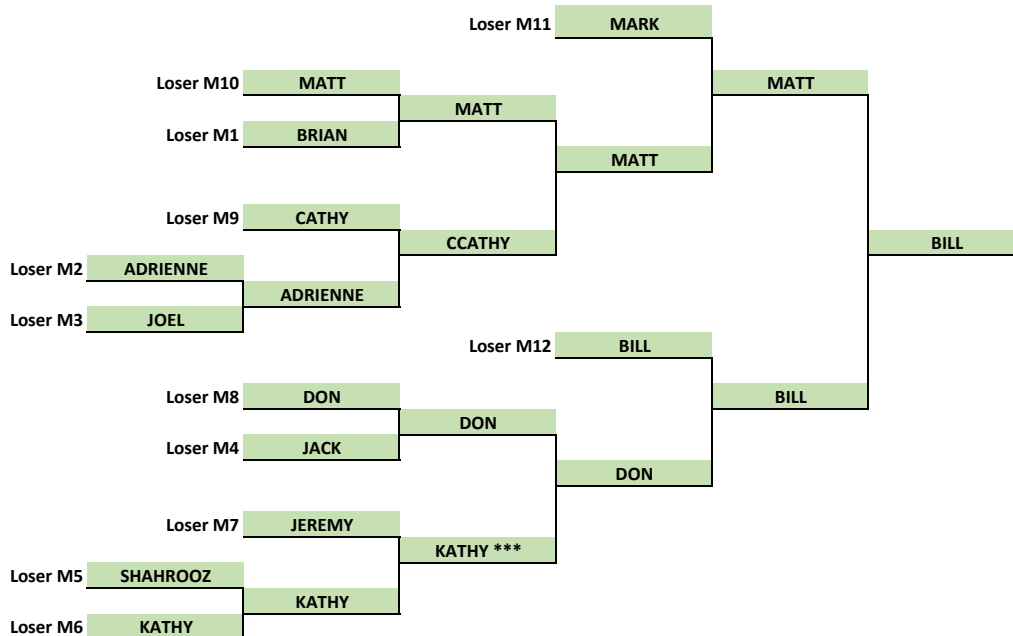 Loser M11 MARK
Loser M10 MATT MATT
MATT
Loser M1 BRIAN
MATT
Loser M9 CATHY
CCATHY BILL
Loser M2 ADRIENNE
ADRIENNE
Loser M3 JOEL
Loser M12 BILL
Loser M8 DON BILL
DON
Loser M4 JACK
DON
Loser M7 JEREMY
KATHY ***
Loser M5 SHAHROOZ
KATHY
Loser M6 KATHY